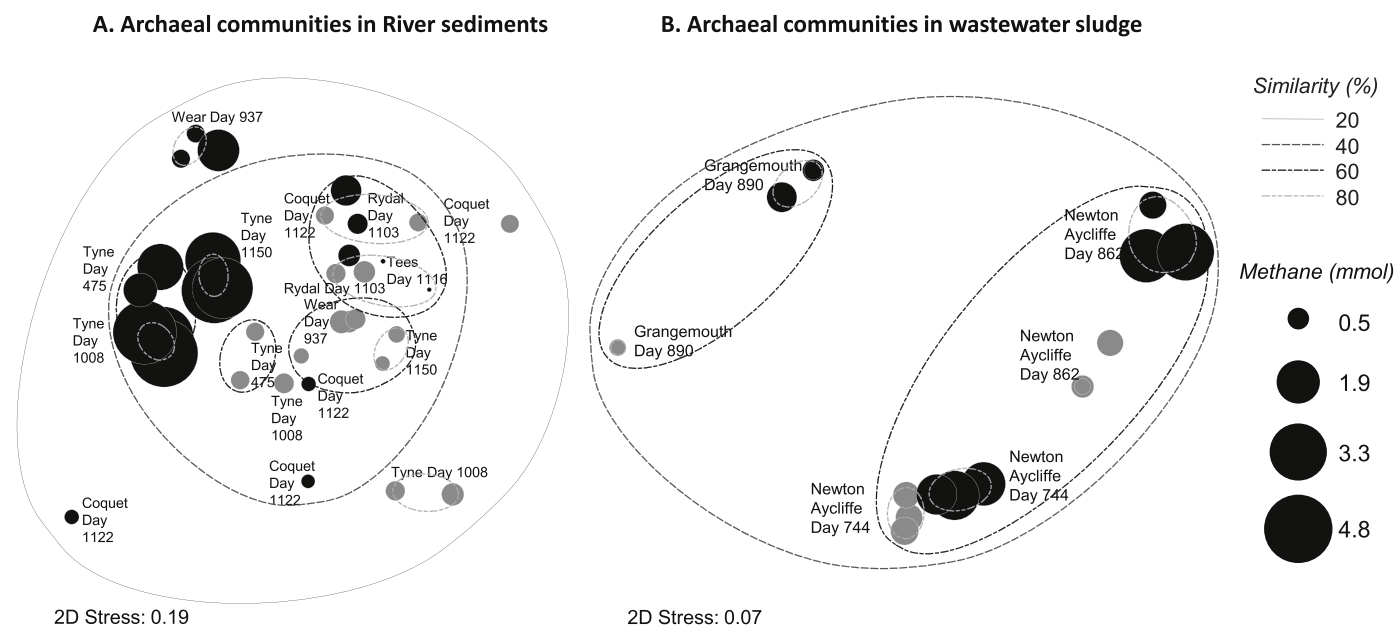 A. Archaeal communities in River sediments
B. Archaeal communities in wastewater sludge
Wear Day 937
Coquet
Day
1122
Rydal
Day
1103
Coquet
Day
1122
Tyne
Day
1150
Tyne
Day
475
Tees
Day 1116
Rydal Day 1103
Wear
Day
937
Tyne
Day
1008
Tyne
Day
475
Tyne
Day
1150
Coquet
Day
1122
Tyne
Day
1008
Coquet
Day
1122
Tyne Day 1008
Coquet
Day
1122
2D Stress: 0.19
Grangemouth
Day 890
Newton
Aycliffe
Day 862
Grangemouth
Day 890
Newton
Aycliffe
Day 862
Newton
Aycliffe
Day 744
Newton
Aycliffe
Day 744
2D Stress: 0.07
Similarity (%)
20
40
60
80
Methane (mmol)
0.5
1.9
3.3
4.8